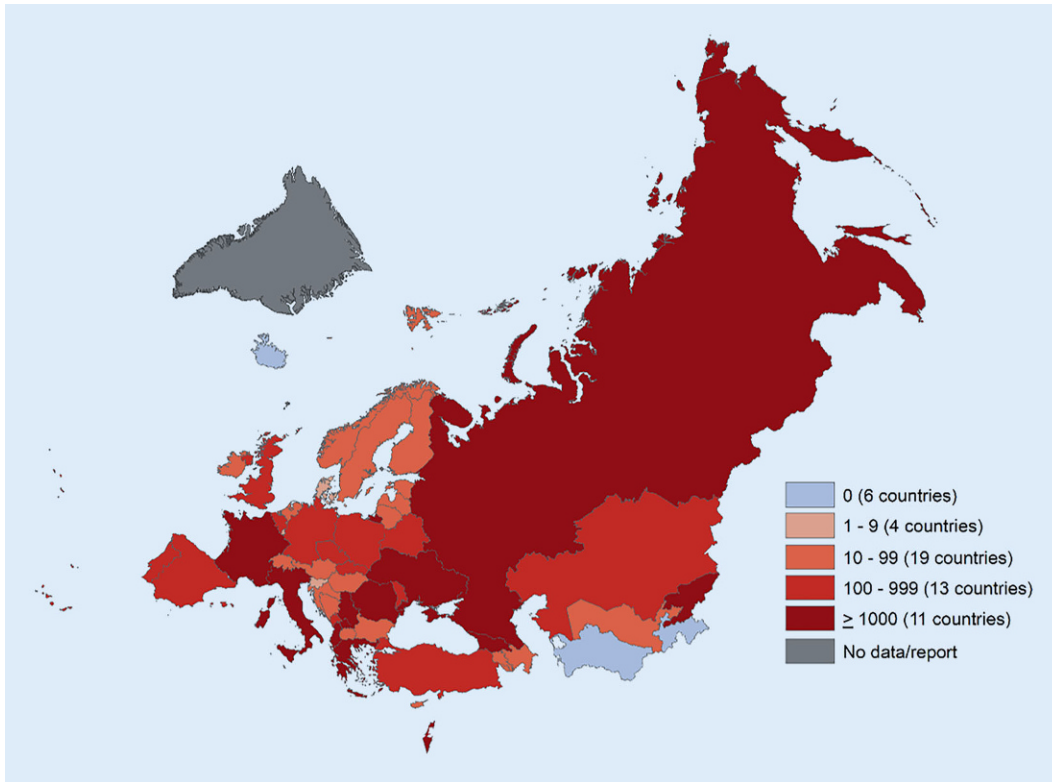 0 (6 countries)
1 - 9 (4 countries)
10 - 99 (19 countries)
100 - 999 (13 countries)
≥ 1000 (11 countries)
No data/report